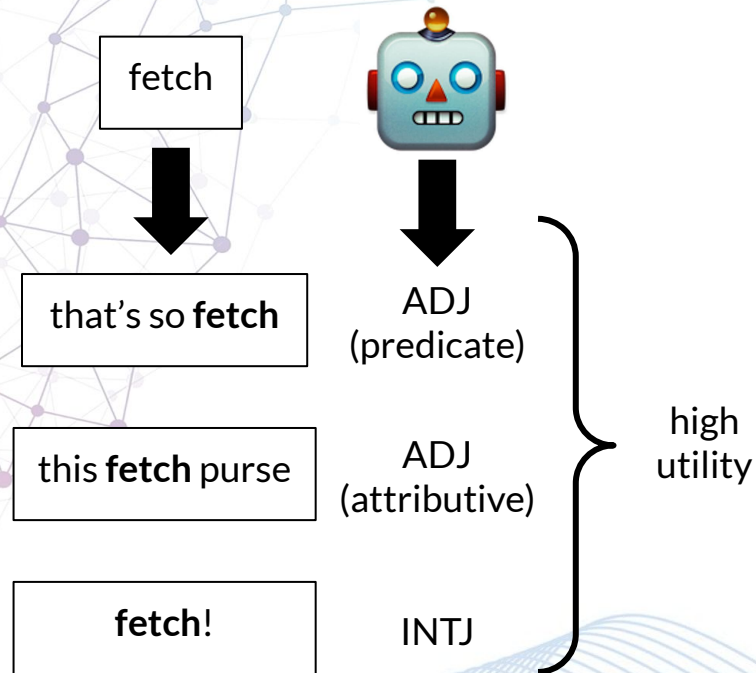 fetch
that's so fetch
ADJ
(predicate)
this fetch purse
ADJ
(attributive)
high
utility
fetch!
INTJ